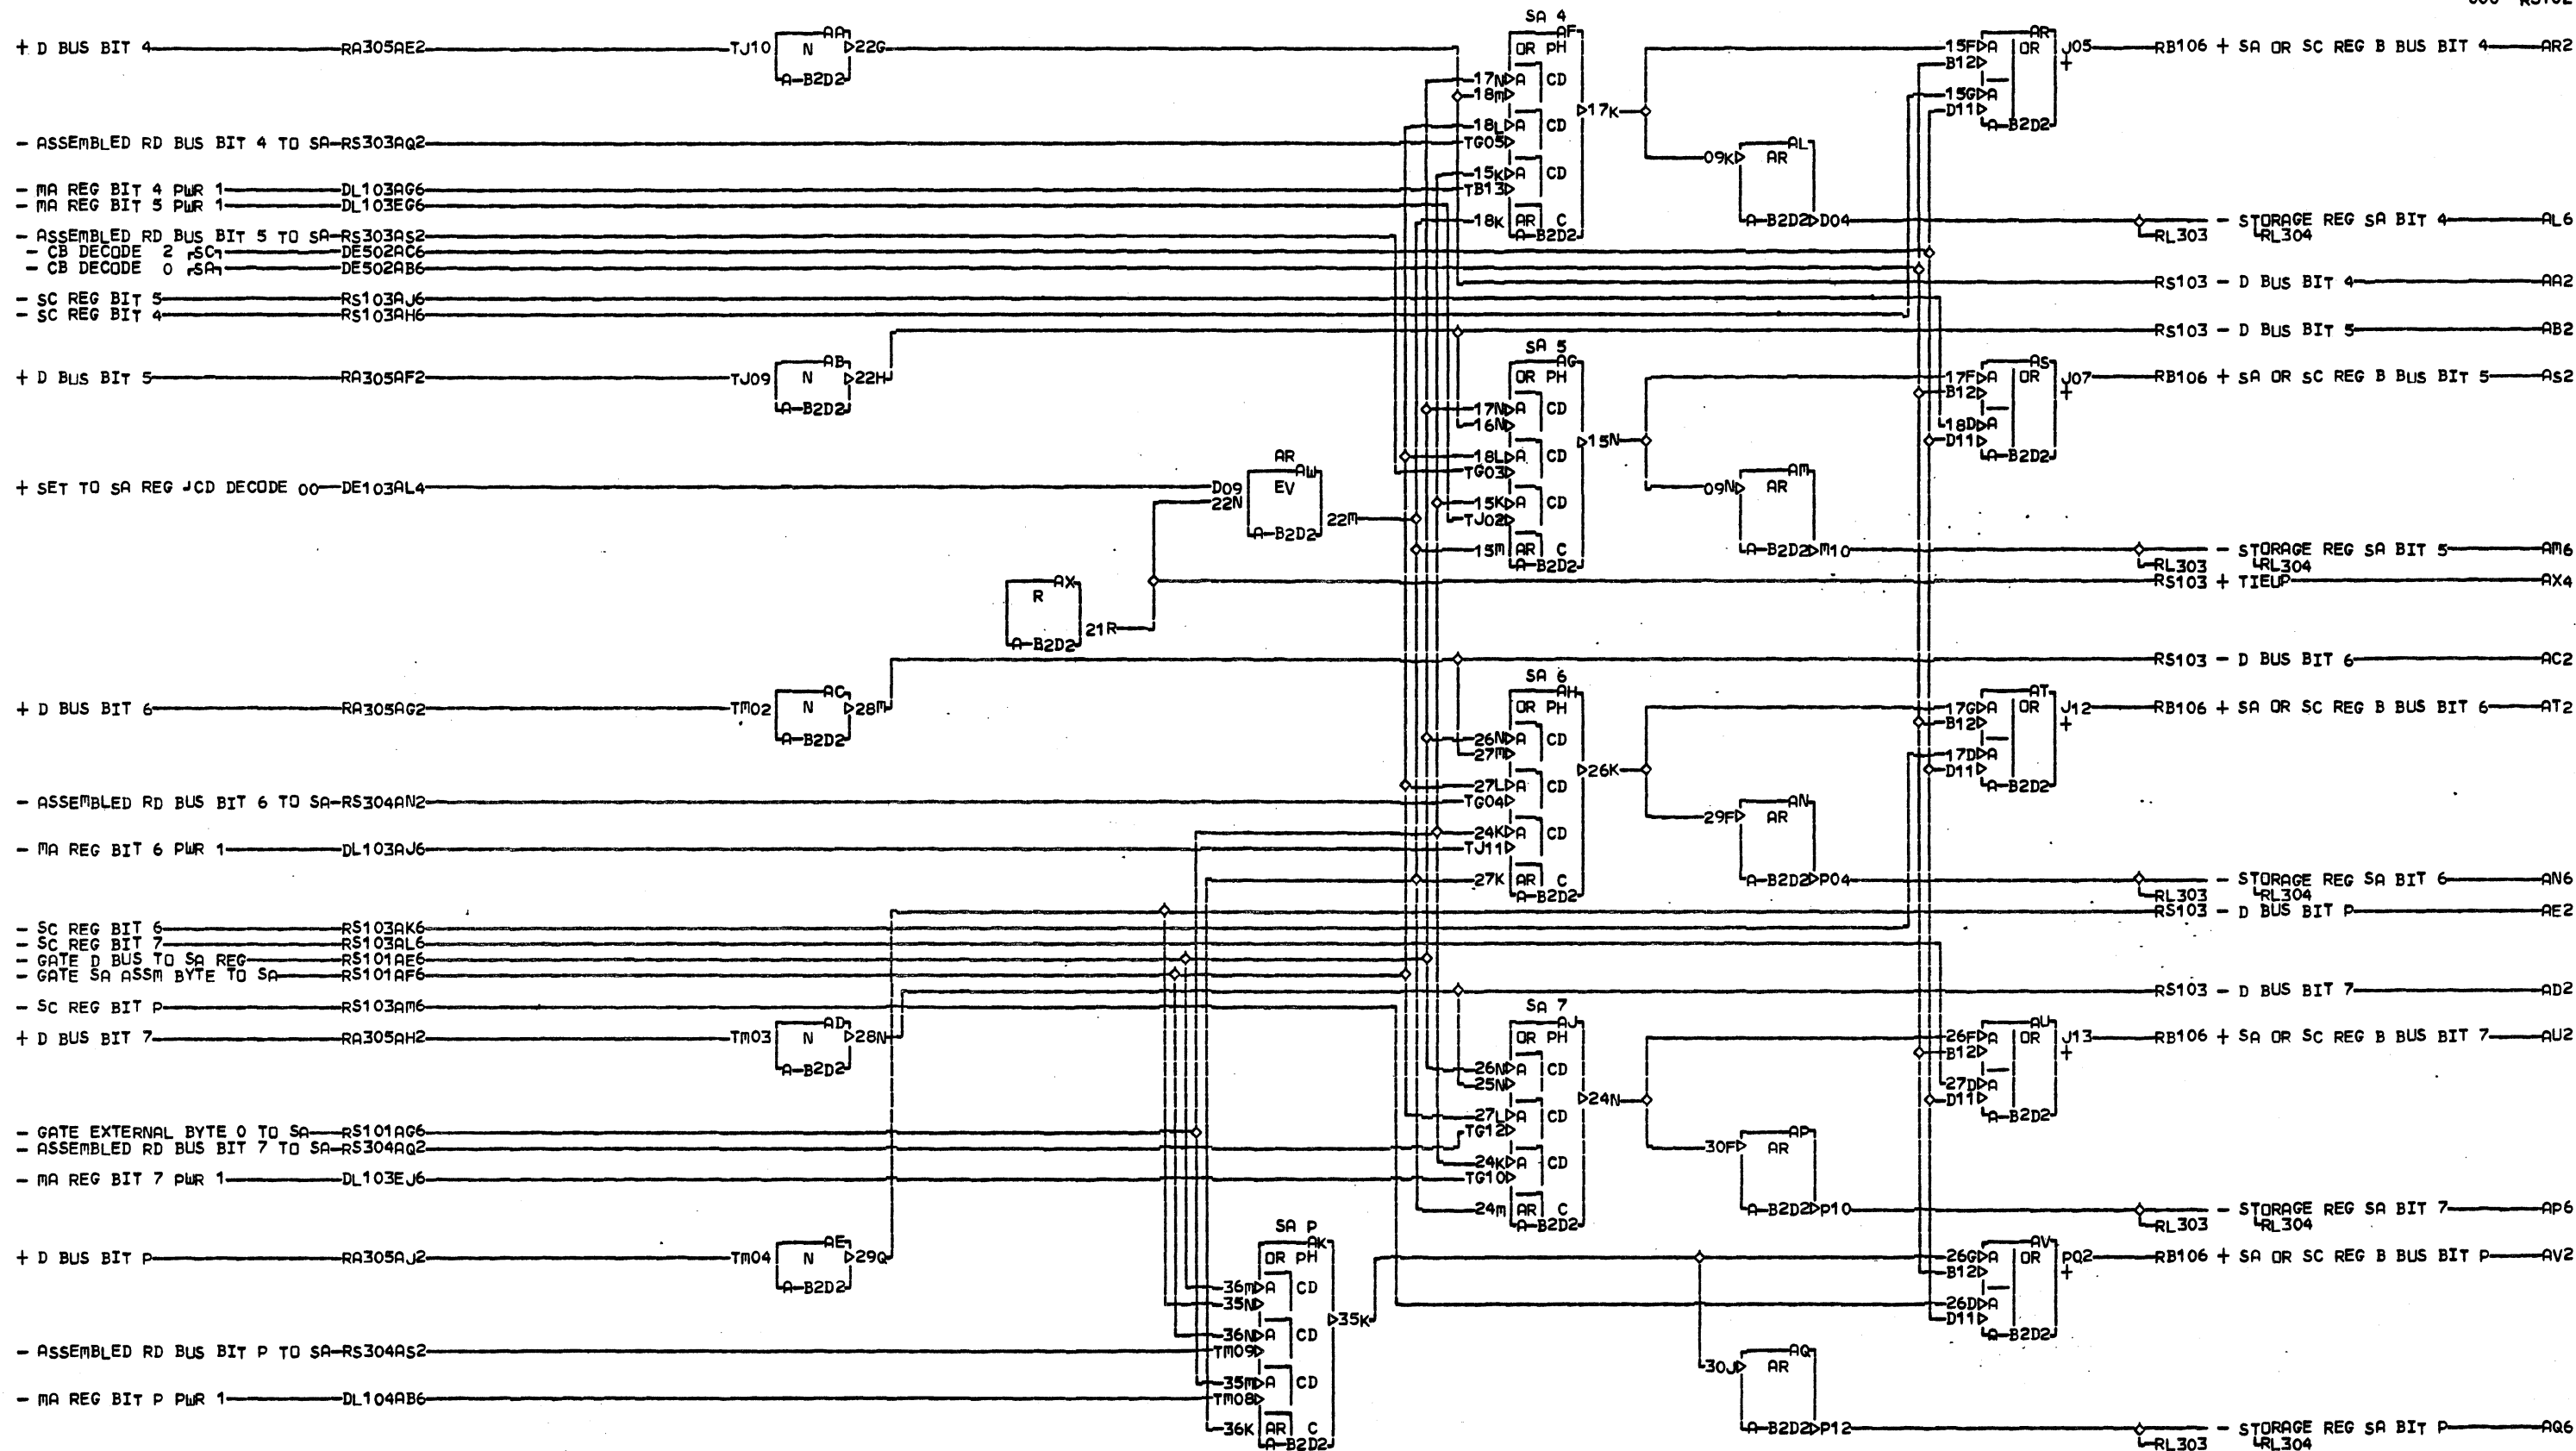 + D BUS BIT 4 RA305AE2 TJ10 AA N 22G A-B2D2
- ASSEMBLED RD BUS BIT 4 TO SA RS303AQ2
- MA REG BIT 4 PWR 1 DL103AG6
- MA REG BIT 5 PWR 1 DL103EG6
- ASSEMBLED RD BUS BIT 5 TO SA RS303AS2
- CB DECODE 2 SC DE502AC6
- CB DECODE 0 SA DE502AB6
- SC REG BIT 5 RS103AJ6
- SC REG BIT 4 RS103AH6
+ D BUS BIT 5 RA305AF2 TJ09 AB N 22H A-B2D2
+ SET TO SA REG JCD DECODE 00 DE103AL4 D09 22N
AR AW EV A-B2D2 22M
AX R A-B2D2 21R
+ D BUS BIT 6 RA305AG2 TM02 AC N 28M A-B2D2
- ASSEMBLED RD BUS BIT 6 TO SA RS304AN2
- MA REG BIT 6 PWR 1 DL103AJ6
- SC REG BIT 6 RS103AK6
- SC REG BIT 7 RS103AL6
- GATE D BUS TO SA REG RS101AE6
- GATE SA ASSM BYTE TO SA RS101AF6
- SC REG BIT P RS103AM6
+ D BUS BIT 7 RA305AH2 TM03 AD N 28N A-B2D2
- GATE EXTERNAL BYTE 0 TO SA RS101AG6
- ASSEMBLED RD BUS BIT 7 TO SA RS304AQ2
- MA REG BIT 7 PWR 1 DL103EJ6
+ D BUS BIT P RA305AJ2 TM04 AE N 29Q A-B2D2
- ASSEMBLED RD BUS BIT P TO SA RS304AS2
- MA REG BIT P PWR 1 DL104AB6
SA 4
AF
OR PH
17N A CD
18M
17K
18L A CD
TG05
15K A CD
TB13
18K AR C
A-B2D2
SA 5
AG
OR PH
17N A CD
16N
15N
18L A CD
TG03
15K A CD
TJ02
15M AR C
A-B2D2
SA 6
AH
OR PH
26N A CD
27M
26K
27L A CD
TG04
24K A CD
TJ11
27K AR C
A-B2D2
SA 7
AJ
OR PH
26N A CD
25N
24N
27L A CD
TG12
24K A CD
TG10
24M AR C
A-B2D2
SA P
AK
OR PH
36M A CD
35N
35K
36N A CD
TM09
35M A CD
TM08
36K AR C
A-B2D2
09K AL AR A-B2D2 D04
09N AM AR A-B2D2 M10
29F AN AR A-B2D2 P04
30F AP AR A-B2D2 P10
30J AQ AR A-B2D2 P12
AR
15F A OR J05
B12 +
15G A
D11
A-B2D2
AS
17F A OR J07
B12 +
18D A
D11
A-B2D2
AT
17G A OR J12
B12 +
17D A
D11
A-B2D2
AU
26F A OR J13
B12 +
27D A
D11
A-B2D2
AV
26G A OR PQ2
B12 +
26D A
D11
A-B2D2
RB106 + SA OR SC REG B BUS BIT 4 AR2
- STORAGE REG SA BIT 4 AL6
RL303 RL304
RS103 - D BUS BIT 4 AA2
RS103 - D BUS BIT 5 AB2
RB106 + SA OR SC REG B BUS BIT 5 AS2
- STORAGE REG SA BIT 5 AM6
RL303 RL304
RS103 + TIEUP AX4
RS103 - D BUS BIT 6 AC2
RB106 + SA OR SC REG B BUS BIT 6 AT2
- STORAGE REG SA BIT 6 AN6
RL303 RL304
RS103 - D BUS BIT P AE2
RS103 - D BUS BIT 7 AD2
RB106 + SA OR SC REG B BUS BIT 7 AU2
- STORAGE REG SA BIT 7 AP6
RL303 RL304
RB106 + SA OR SC REG B BUS BIT P AV2
- STORAGE REG SA BIT P AQ6
RL303 RL304